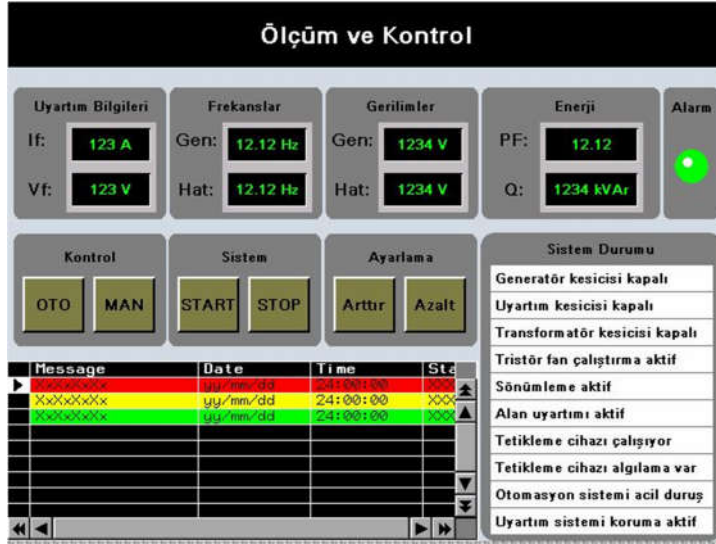 Ölçüm ve Kontrol
Uyartım Bilgileri
If: 123 A
Vf: 123 V
Frekanslar
Gen: 12.12 Hz
Hat: 12.12 Hz
Gerilimler
Gen: 1234 V
Hat: 1234 V
Enerji
PF: 12.12
Q: 1234 kVAr
Alarm
Kontrol
OTO MAN
Sistem
START STOP
Ayarlama
Arttır Azalt
Sistem Durumu
Generatör kesicisi kapalı
Uyartım kesicisi kapalı
Transformatör kesicisi kapalı
Tristör fan çalıştırma aktif
Sönümleme aktif
Alan uyartımı aktif
Tetikleme cihazı çalışıyor
Tetikleme cihazı algılama var
Otomasyon sistemi acil duruş
Uyartım sistemi koruma aktif
Message Date Time Sta
XxXxXxXx yy/mm/dd 24:00:00 XXX
XxXxXxXx yy/mm/dd 24:00:00 XXX
XxXxXxXx yy/mm/dd 24:00:00 XXX